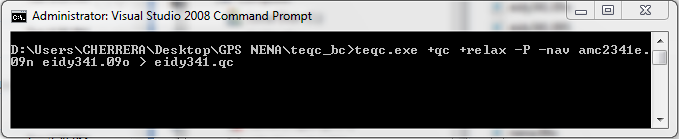 Administrator: Visual Studio 2008 Command Prompt
D:\Users\CHERRERA\Desktop\GPS NENA\teqc_bc>teqc.exe +qc +relax -P -nav amc2341e.
09n eidy341.09o > eidy341.qc